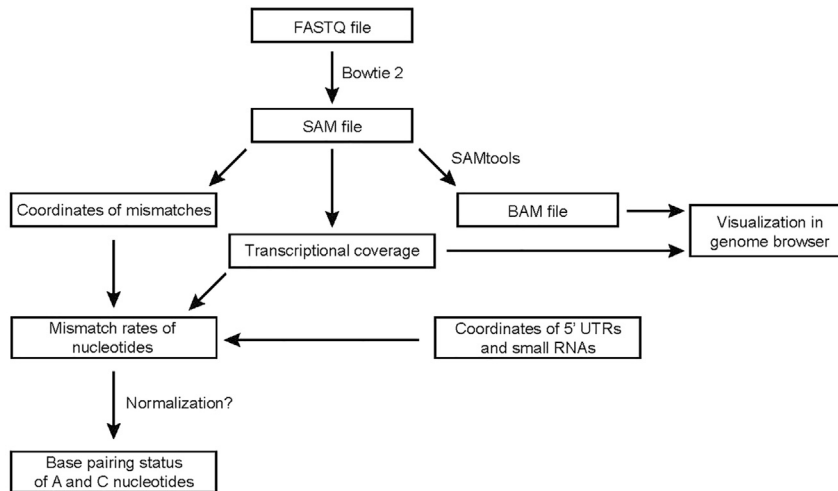 FASTQ file
Bowtie 2
SAM file
SAMtools
Coordinates of mismatches
BAM file
Visualization in
genome browser
Transcriptional coverage
Mismatch rates of
nucleotides
Coordinates of 5' UTRs
and small RNAs
Normalization?
Base pairing status
of A and C nucleotides